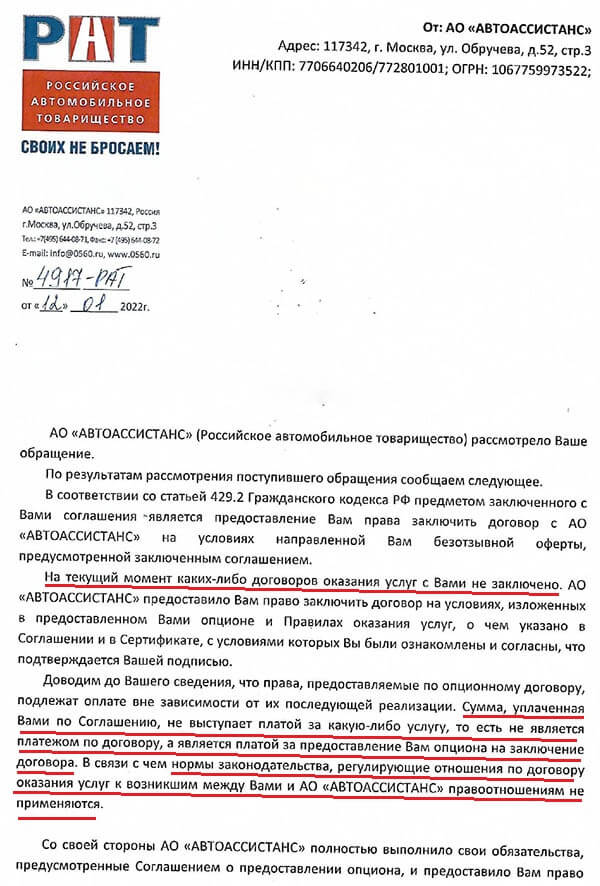 РАТ
РОССИЙСКОЕ
АВТОМОБИЛЬНОЕ
ТОВАРИЩЕСТВО
СВОИХ НЕ БРОСАЕМ!
От: АО «АВТОАССИСТАНС»
Адрес: 117342, г. Москва, ул. Обручева, д.52, стр.3
ИНН/КПП: 7706640206/772801001; ОГРН: 1067759973522;
АО «АВТОАССИСТАНС» 117342, Россия
г.Москва, ул.Обручева, д.52, стр.3
Тел.: +7(495) 644-08-71, Факс: +7 (495) 644-08-72
E-mail: info@0560.ru, www.0560.ru
№ 4917-РАТ
от «12» 01 2022г.
АО «АВТОАССИСТАНС» (Российское автомобильное товарищество) рассмотрело Ваше
обращение.
По результатам рассмотрения поступившего обращения сообщаем следующее.
В соответствии со статьей 429.2 Гражданского кодекса РФ предметом заключенного с
Вами соглашения является предоставление Вам права заключить договор с АО
«АВТОАССИСТАНС» на условиях направленной Вам безотзывной оферты,
предусмотренной заключенным соглашением.
На текущий момент каких-либо договоров оказания услуг с Вами не заключено. АО
«АВТОАССИСТАНС» предоставило Вам право заключить договор на условиях, изложенных
в предоставленном Вами опционе и Правилах оказания услуг, о чем указано в
Соглашении и в Сертификате, с условиями которых Вы были ознакомлены и согласны, что
подтверждается Вашей подписью.
Доводим до Вашего сведения, что права, предоставляемые по опционному договору,
подлежат оплате вне зависимости от их последующей реализации. Сумма, уплаченная
Вами по Соглашению, не выступает платой за какую-либо услугу, то есть не является
платежом по договору, а является платой за предоставление Вам опциона на заключение
договора. В связи с чем нормы законодательства, регулирующие отношения по договору
оказания услуг к возникшим между Вами и АО «АВТОАССИСТАНС» правоотношениям не
применяются.
Со своей стороны АО «АВТОАССИСТАНС» полностью выполнило свои обязательства,
предусмотренные Соглашением о предоставлении опциона, и предоставило Вам право